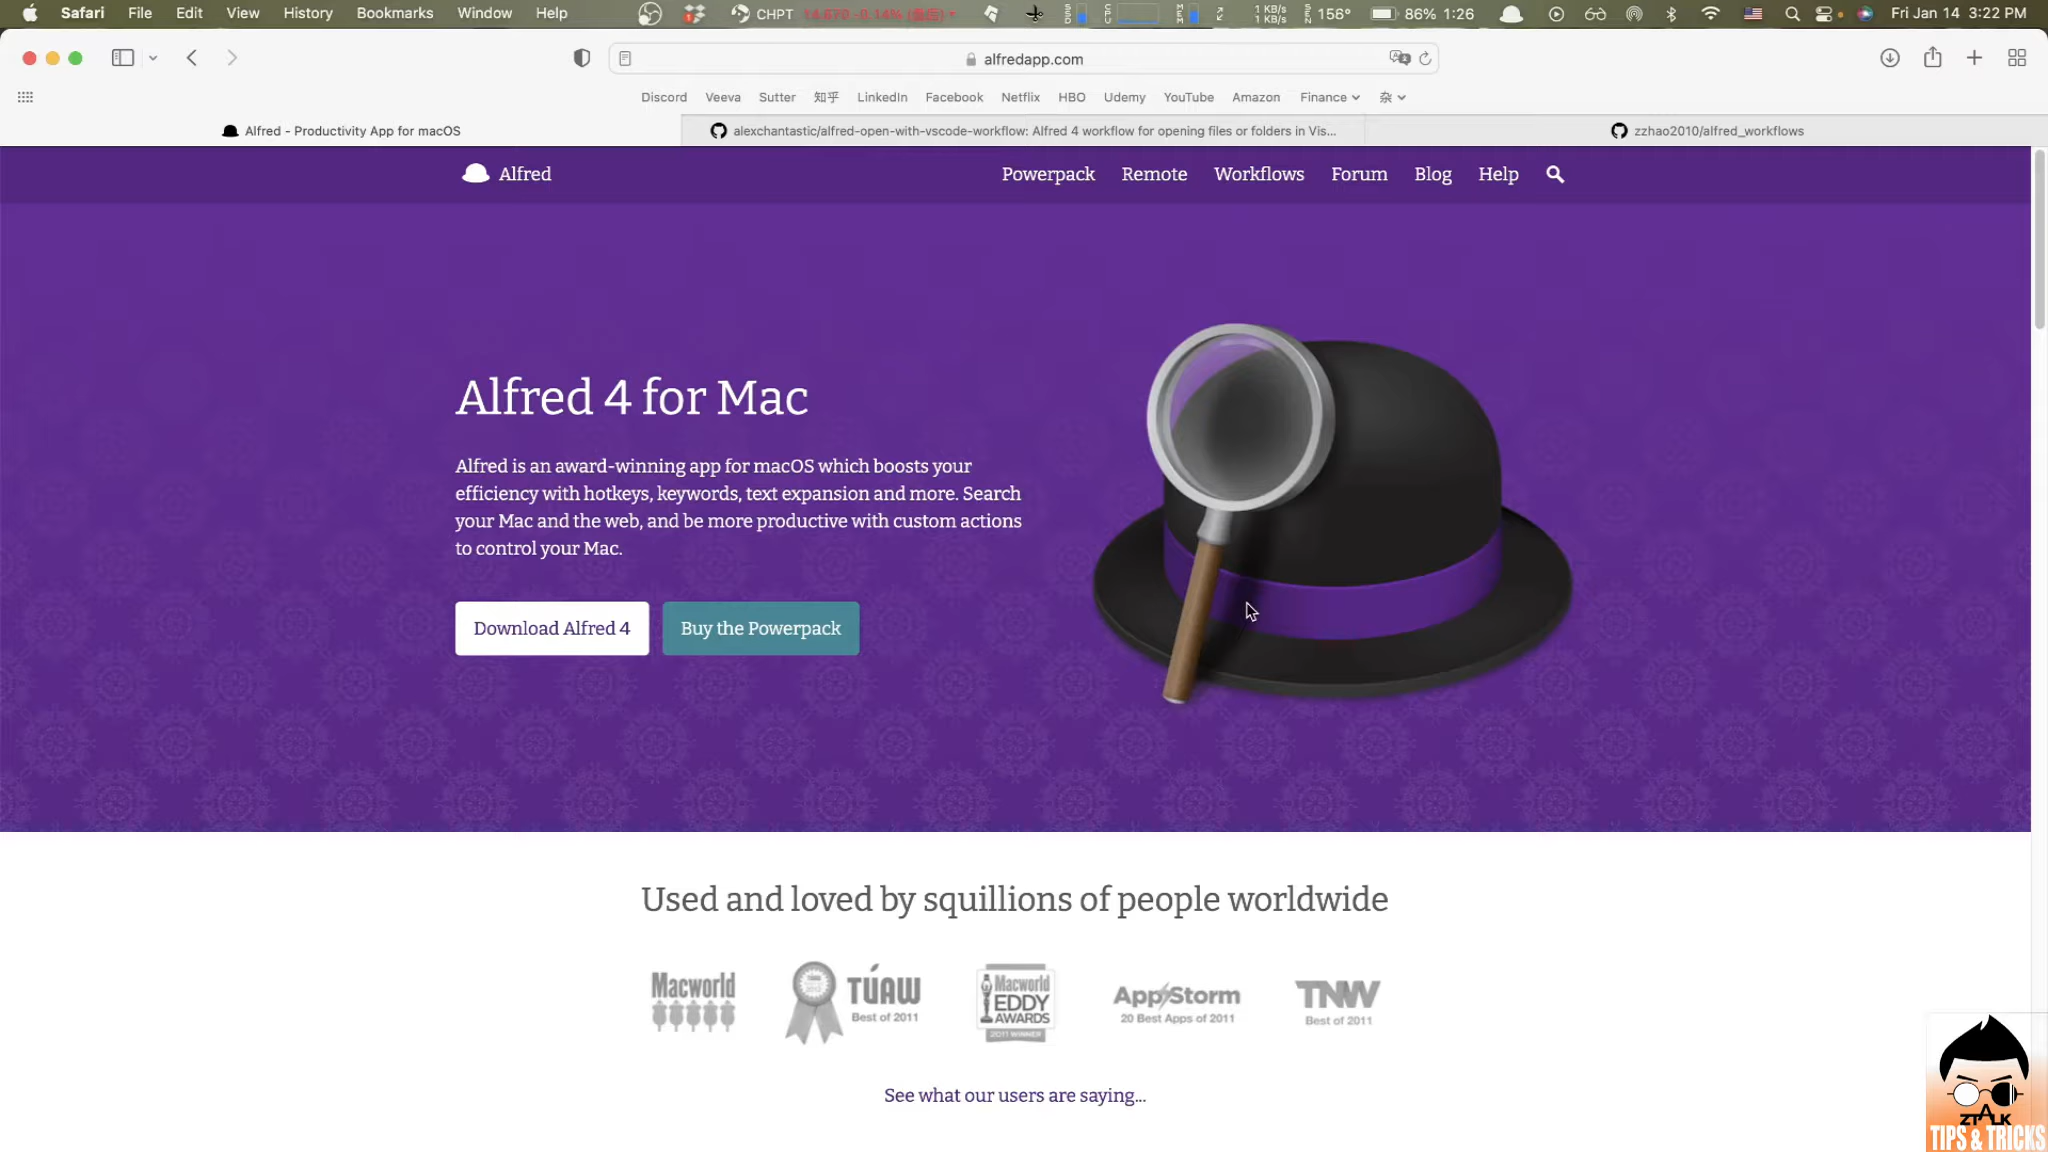 Safari File Edit View History Bookmarks Window Help CHPT 1 KB/s 1 KB/s 156° 86% 1:26 Fri Jan 14 3:22 PM
alfredapp.com
Discord Veeva Sutter 知乎 LinkedIn Facebook Netflix HBO Udemy YouTube Amazon Finance 杂
Alfred - Productivity App for macOS
alexchantastic/alfred-open-with-vscode-workflow: Alfred 4 workflow for opening files or folders in Vis...
zzhao2010/alfred_workflows
Alfred
Powerpack Remote Workflows Forum Blog Help
Alfred 4 for Mac
Alfred is an award-winning app for macOS which boosts your
efficiency with hotkeys, keywords, text expansion and more. Search
your Mac and the web, and be more productive with custom actions
to control your Mac.
Download Alfred 4
Buy the Powerpack
Used and loved by squillions of people worldwide
Macworld
TUAW
Best of 2011
Macworld
EDDY
AWARDS
2011 WINNER
AppStorm
20 Best Apps of 2011
TNW
Best of 2011
See what our users are saying...
ZTALK
TIPS & TRICKS